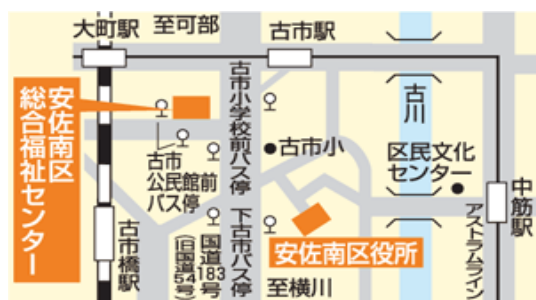 大町駅
至可部
古市駅
安佐南区
総合福祉センター
古市小学校前バス停
古川
古市
公民館前
バス停
古市小
区民文化
センター
中筋駅
アストラムライン
古市橋駅
国道183号
(旧国道54号)
下古市バス停
安佐南区役所
至横川